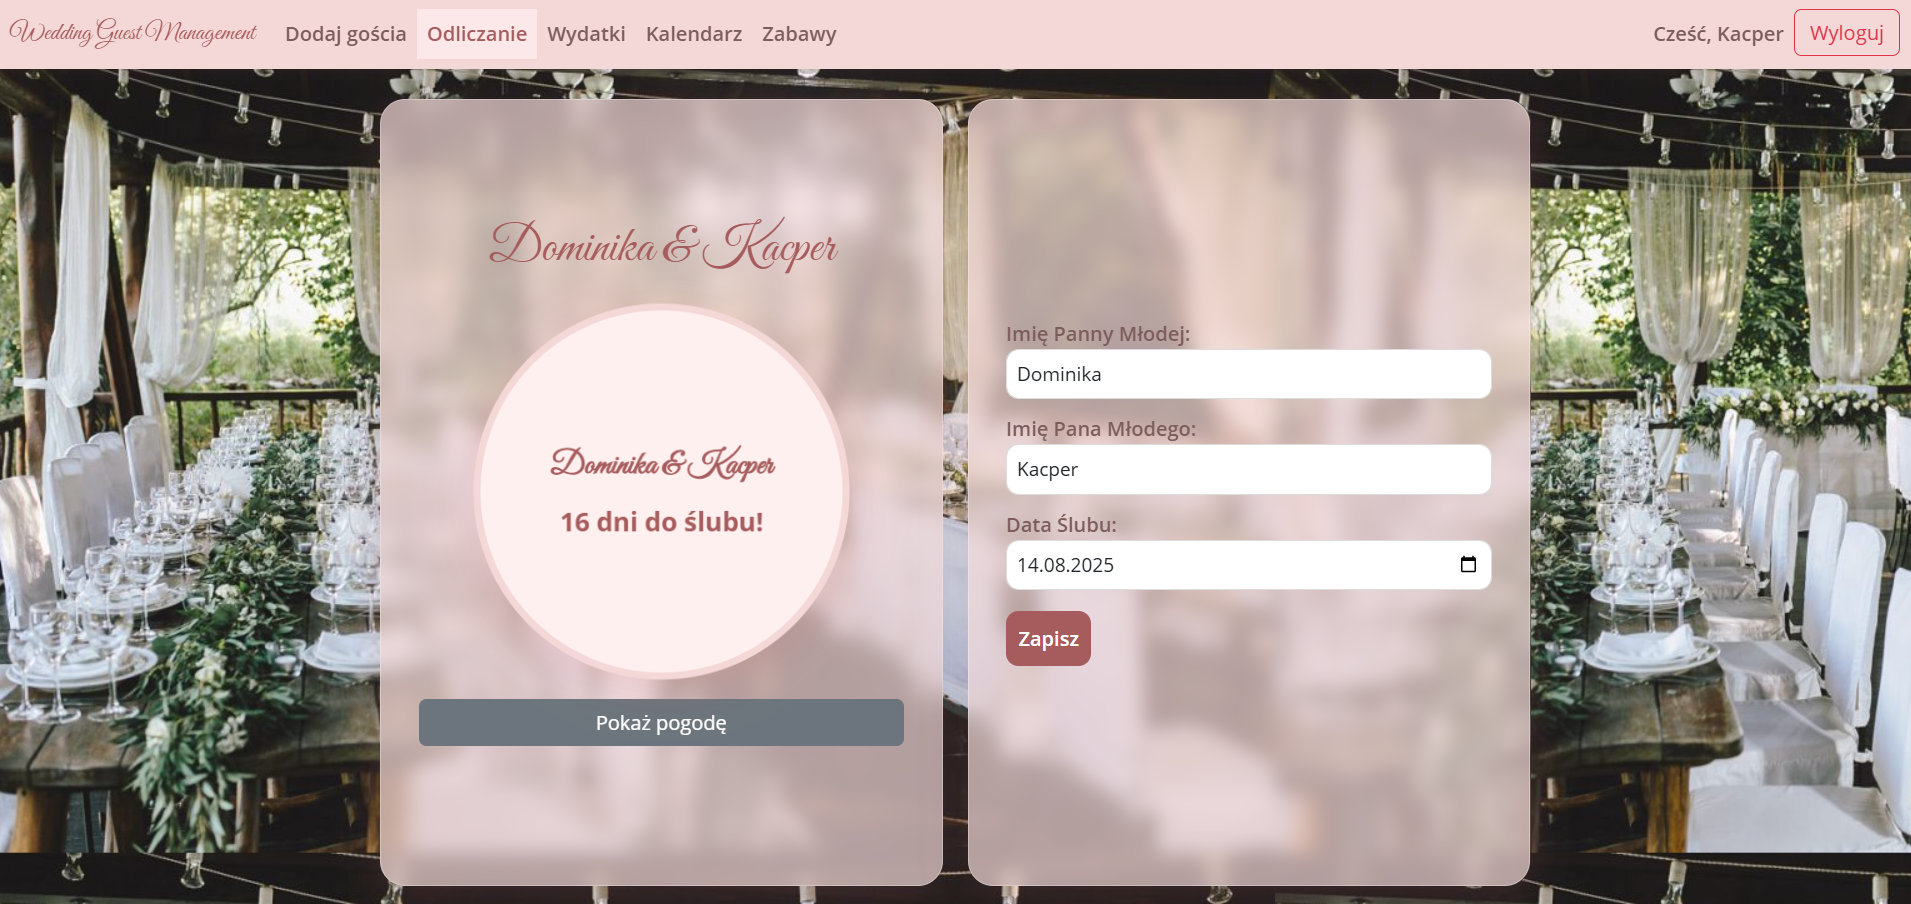 Wedding Guest Management
Dodaj gościa
Odliczanie
Wydatki
Kalendarz
Zabawy
Cześć, Kacper
Wyloguj
Dominika & Kacper
Dominika & Kacper
16 dni do ślubu!
Pokaż pogodę
Imię Panny Młodej:
Dominika
Imię Pana Młodego:
Kacper
Data Ślubu:
14.08.2025
Zapisz